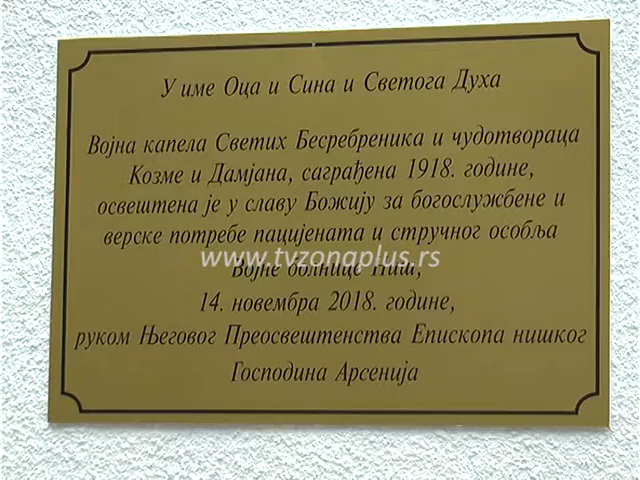 У име Оца и Сина и Светога Духа
Војна капела Светих Бесребреника и чудотвораца
Козме и Дамјана, саграђена 1918. године,
освештена је у славу Божију за богослужбене и
верске потребе пацијената и стручног особља
www.tvzonaplus.rs
Војне болнице Ниш,
14. новембра 2018. године,
руком Његовог Преосвештенства Епископа нишког
Господина Арсенија